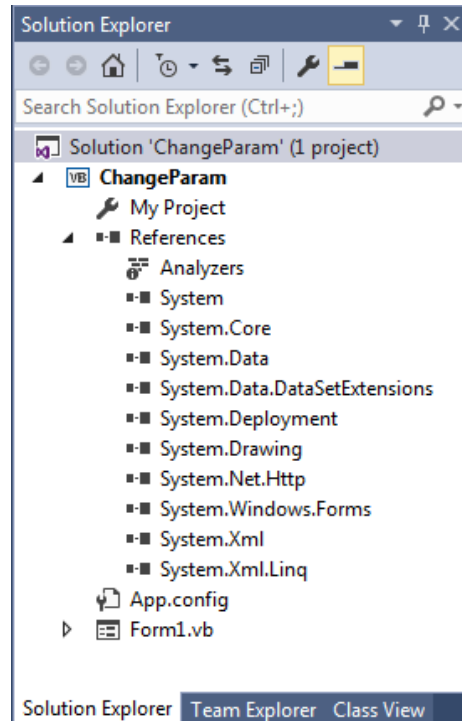 Solution Explorer
Search Solution Explorer (Ctrl+;)
Solution 'ChangeParam' (1 project)
VB ChangeParam
My Project
References
Analyzers
System
System.Core
System.Data
System.Data.DataSetExtensions
System.Deployment
System.Drawing
System.Net.Http
System.Windows.Forms
System.Xml
System.Xml.Linq
App.config
Form1.vb
Solution Explorer Team Explorer Class View